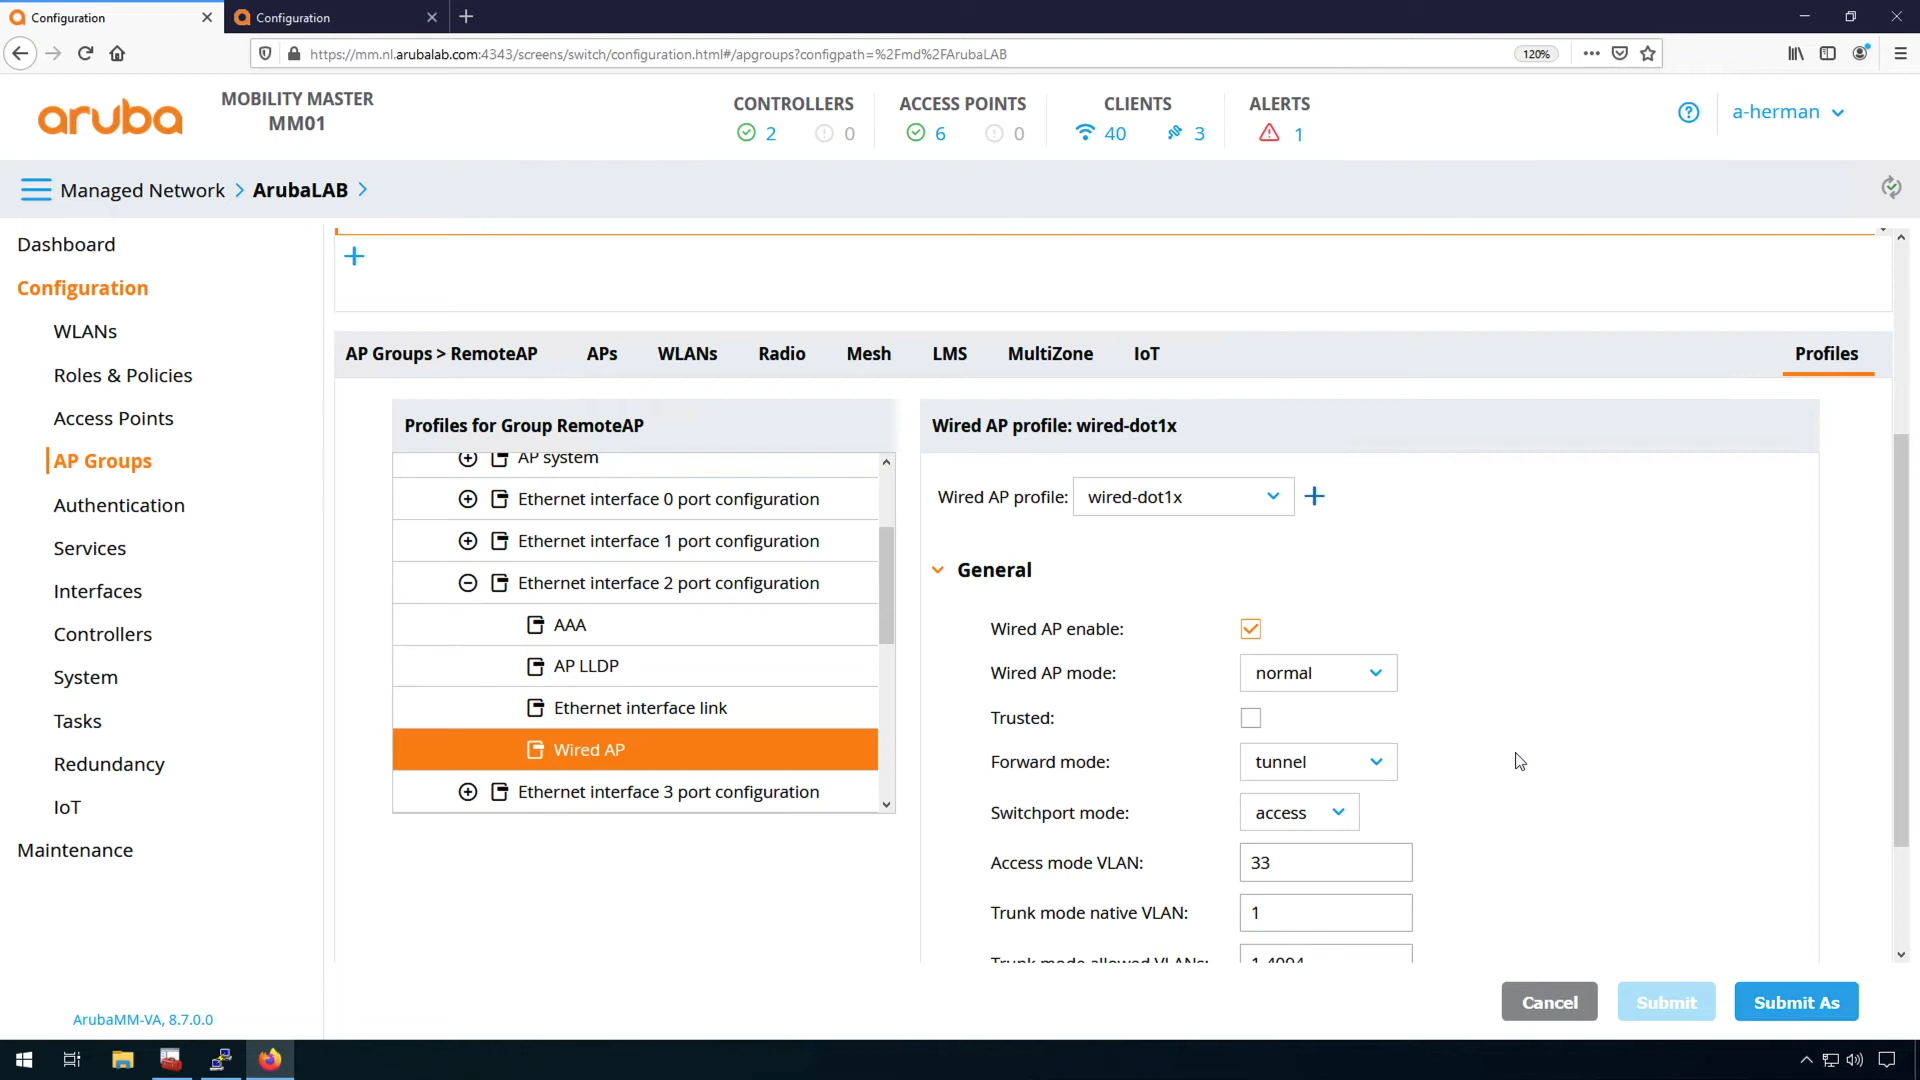 Configuration
Configuration
https://mm.nl.arubalab.com:4343/screens/switch/configuration.html#/apgroups?configpath=%2Fmd%2FArubaLAB
120%
aruba
MOBILITY MASTER
MM01
CONTROLLERS
2 0
ACCESS POINTS
6 0
CLIENTS
40 3
ALERTS
1
a-herman
Managed Network > ArubaLAB >
Dashboard
Configuration
WLANs
Roles & Policies
Access Points
AP Groups
Authentication
Services
Interfaces
Controllers
System
Tasks
Redundancy
IoT
Maintenance
ArubaMM-VA, 8.7.0.0
AP Groups > RemoteAP APs WLANs Radio Mesh LMS MultiZone IoT Profiles
Profiles for Group RemoteAP
AP system
Ethernet interface 0 port configuration
Ethernet interface 1 port configuration
Ethernet interface 2 port configuration
AAA
AP LLDP
Ethernet interface link
Wired AP
Ethernet interface 3 port configuration
Wired AP profile: wired-dot1x
Wired AP profile: wired-dot1x
General
Wired AP enable:
Wired AP mode: normal
Trusted:
Forward mode: tunnel
Switchport mode: access
Access mode VLAN: 33
Trunk mode native VLAN: 1
Trunk mode allowed VLANs: 1-4094
Cancel Submit Submit As